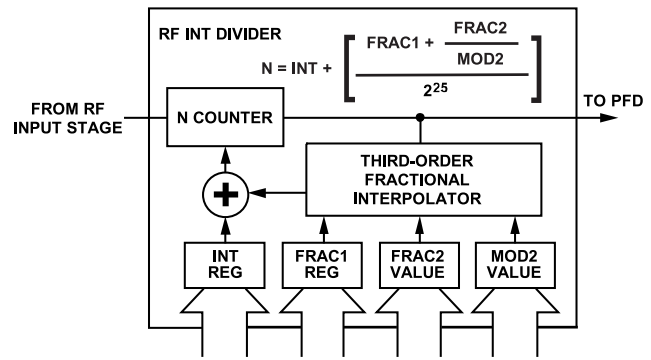 RF INT DIVIDER
N = INT + [ FRAC1 + FRAC2
MOD2
2^25 ]
FROM RF
INPUT STAGE
N COUNTER
TO PFD
THIRD-ORDER
FRACTIONAL
INTERPOLATOR
+
INT
REG
FRAC1
REG
FRAC2
VALUE
MOD2
VALUE